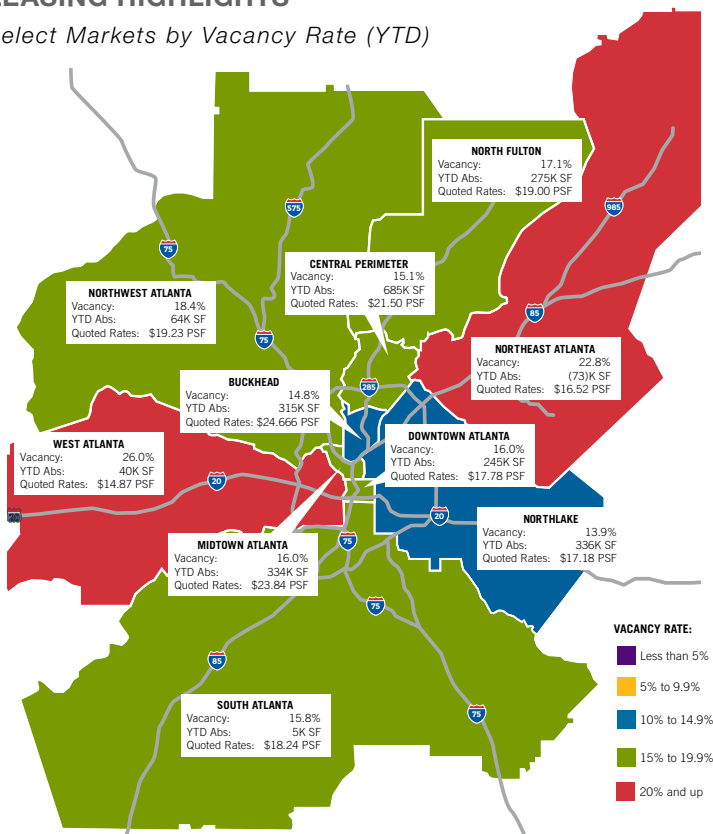 LEASING HIGHLIGHTS
elect Markets by Vacancy Rate (YTD)
NORTH FULTON
Vacancy: 17.1%
YTD Abs: 275K SF
Quoted Rates: $19.00 PSF
985
575
75
CENTRAL PERIMETER
Vacancy: 15.1%
YTD Abs: 685K SF
Quoted Rates: $21.50 PSF
NORTHWEST ATLANTA
Vacancy: 18.4%
YTD Abs: 64K SF
Quoted Rates: $19.23 PSF
85
75
NORTHEAST ATLANTA
Vacancy: 22.8%
YTD Abs: (73)K SF
Quoted Rates: $16.52 PSF
BUCKHEAD
Vacancy: 14.8%
YTD Abs: 315K SF
Quoted Rates: $24.666 PSF
285
WEST ATLANTA
Vacancy: 26.0%
YTD Abs: 40K SF
Quoted Rates: $14.87 PSF
DOWNTOWN ATLANTA
Vacancy: 16.0%
YTD Abs: 245K SF
Quoted Rates: $17.78 PSF
20
20
NORTHLAKE
Vacancy: 13.9%
YTD Abs: 336K SF
Quoted Rates: $17.18 PSF
MIDTOWN ATLANTA
Vacancy: 16.0%
YTD Abs: 334K SF
Quoted Rates: $23.84 PSF
75
75
85
SOUTH ATLANTA
Vacancy: 15.8%
YTD Abs: 5K SF
Quoted Rates: $18.24 PSF
75
VACANCY RATE:
Less than 5%
5% to 9.9%
10% to 14.9%
15% to 19.9%
20% and up